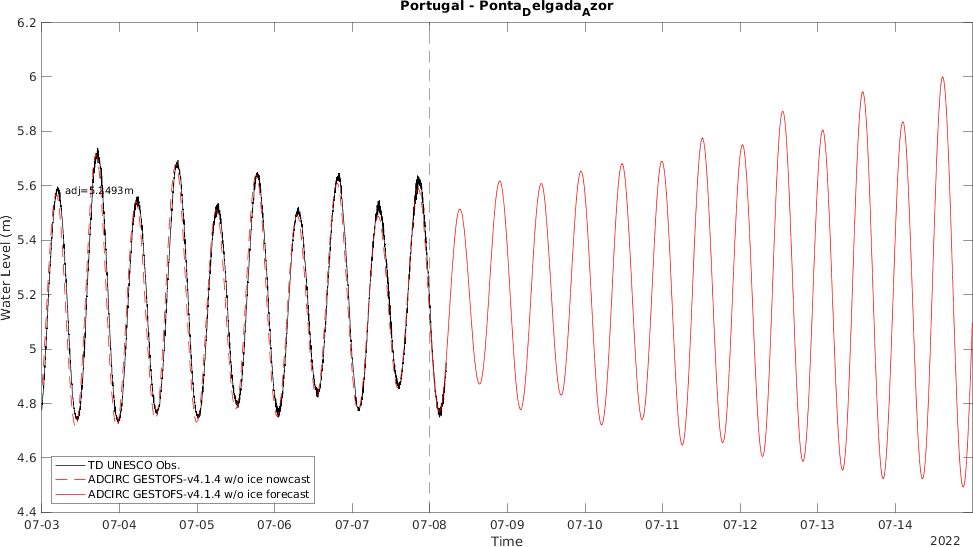 Portugal - PontaDelgadaAzor
6.2
6
5.8
5.6
5.4
5.2
5
4.8
4.6
4.4
Water Level (m)
adj=5.2493m
TD UNESCO Obs.
ADCIRC GESTOFS-v4.1.4 w/o ice nowcast
ADCIRC GESTOFS-v4.1.4 w/o ice forecast
07-03 07-04 07-05 07-06 07-07 07-08 07-09 07-10 07-11 07-12 07-13 07-14
Time
2022